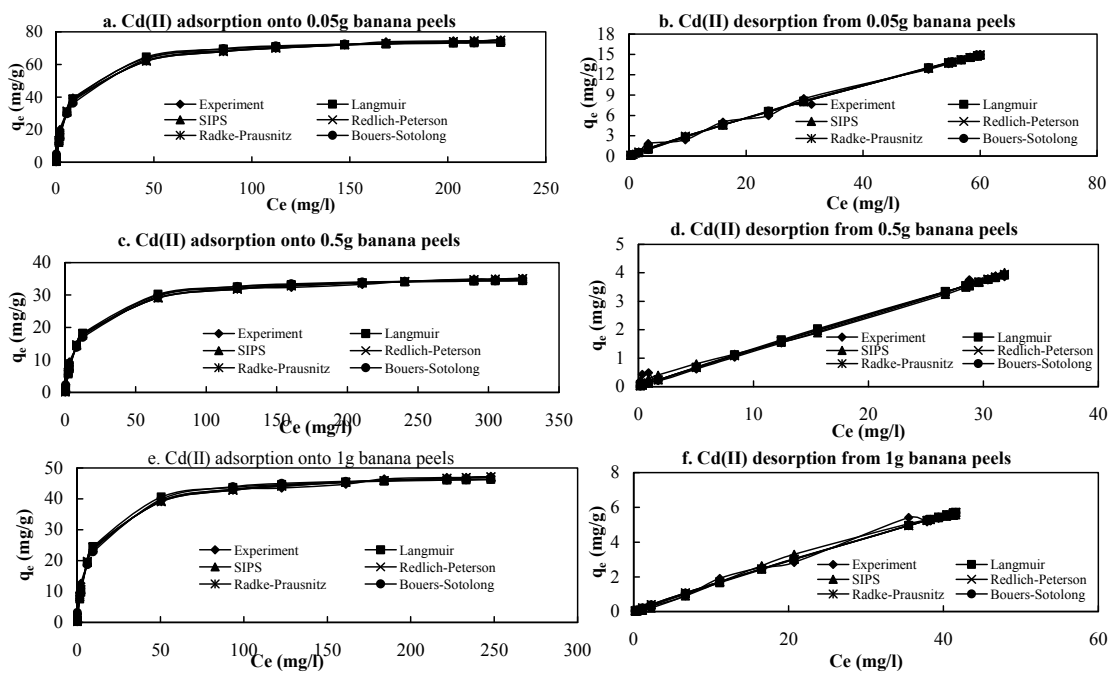 a. Cd(II) adsorption onto 0.05g banana peels
80
60
40
20
0
qe (mg/g)
Experiment Langmuir
SIPS Redlich-Peterson
Radke-Prausnitz Bouers-Sotolong
0 50 100 150 200 250
Ce (mg/l)
b. Cd(II) desorption from 0.05g banana peels
18
15
12
9
6
3
0
qe (mg/g)
Experiment Langmuir
SIPS Redlich-Peterson
Radke-Prausnitz Bouers-Sotolong
0 20 40 60 80
Ce (mg/l)
c. Cd(II) adsorption onto 0.5g banana peels
40
30
20
10
0
qe (mg/g)
Experiment Langmuir
SIPS Redlich-Peterson
Radke-Prausnitz Bouers-Sotolong
0 50 100 150 200 250 300 350
Ce (mg/l)
d. Cd(II) desorption from 0.5g banana peels
5
4
3
2
1
0
qe (mg/g)
Experiment Langmuir
SIPS Redlich-Peterson
Radke-Prausnitz Bouers-Sotolong
0 10 20 30 40
Ce (mg/l)
e. Cd(II) adsorption onto 1g banana peels
50
40
30
20
10
0
qe (mg/g)
Experiment Langmuir
SIPS Redlich-Peterson
Radke-Prausnitz Bouers-Sotolong
0 50 100 150 200 250 300
Ce (mg/l)
f. Cd(II) desorption from 1g banana peels
8
6
4
2
0
qe (mg/g)
Experiment Langmuir
SIPS Redlich-Peterson
Radke-Prausnitz Bouers-Sotolong
0 20 40 60
Ce (mg/l)